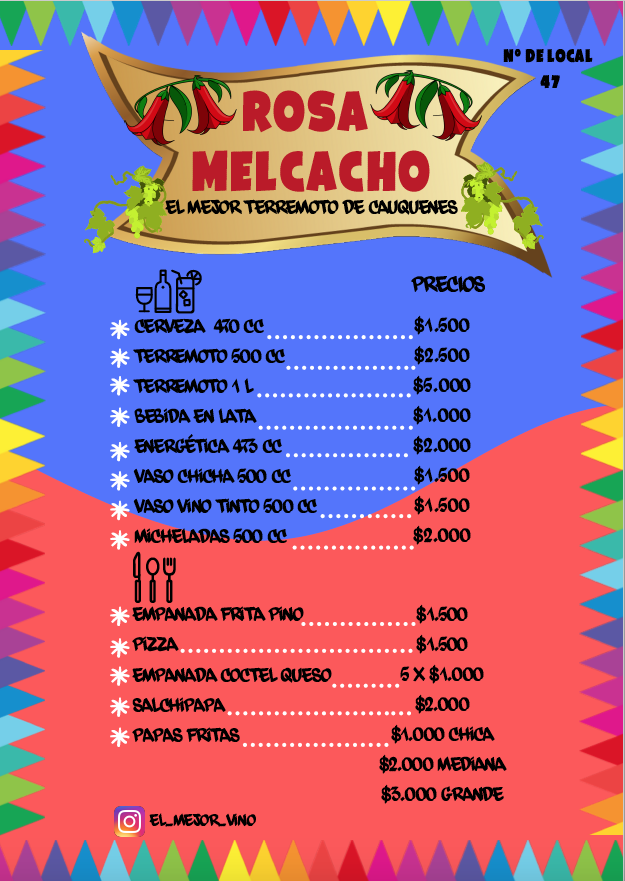 Nº DE LOCAL
47
ROSA
MELCACHO
EL MEJOR TERREMOTO DE CAUQUENES
PRECIOS
CERVEZA 470 CC $1.500
TERREMOTO 500 CC $2.500
TERREMOTO 1 L $5.000
BEBIDA EN LATA $1.000
ENERGÉTICA 473 CC $2.000
VASO CHICHA 500 CC $1.500
VASO VINO TINTO 500 CC $1.500
MICHELADAS 500 CC $2.000
EMPANADA FRITA PINO $1.500
PIZZA $1.500
EMPANADA COCTEL QUESO 5 X $1.000
SALCHIPAPA $2.000
PAPAS FRITAS $1.000 CHICA
$2.000 MEDIANA
$3.000 GRANDE
EL_MEJOR_VINO